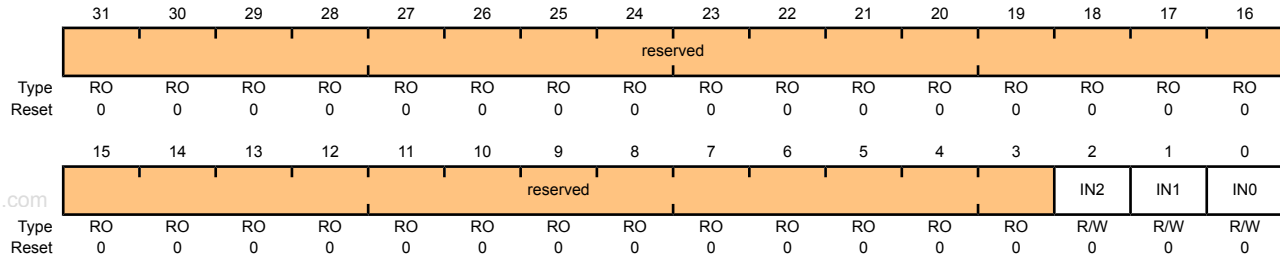 31 30 29 28 27 26 25 24 23 22 21 20 19 18 17 16
reserved
Type RO RO RO RO RO RO RO RO RO RO RO RO RO RO RO RO
Reset 0 0 0 0 0 0 0 0 0 0 0 0 0 0 0 0
15 14 13 12 11 10 9 8 7 6 5 4 3 2 1 0
.com reserved IN2 IN1 IN0
Type RO RO RO RO RO RO RO RO RO RO RO RO RO R/W R/W R/W
Reset 0 0 0 0 0 0 0 0 0 0 0 0 0 0 0 0